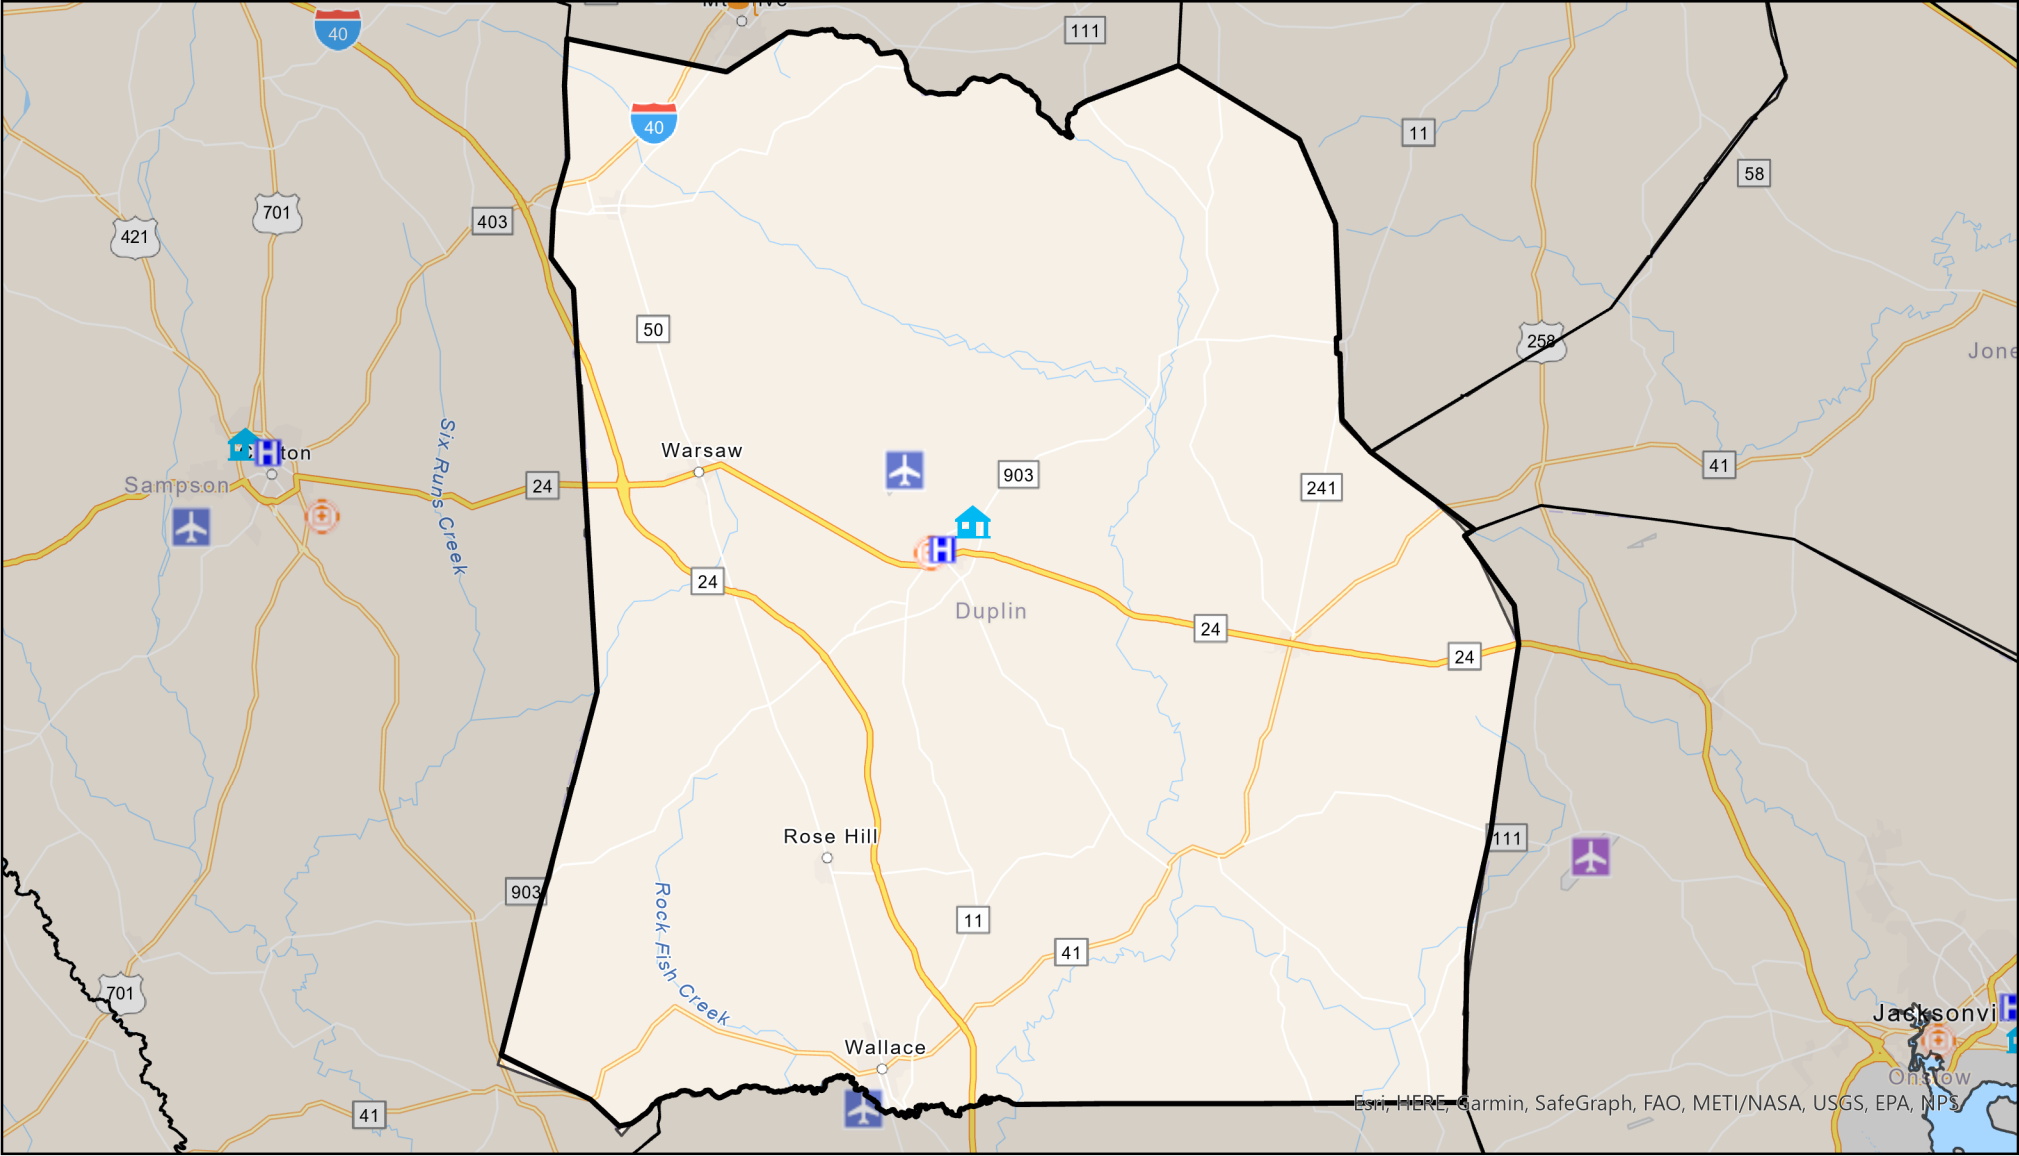 40
111
40
11
58
701
403
421
50
258
Jone
Warsaw
Clinton
41
903
Sampson
24
241
Six Runs Creek
24
Duplin
24
24
Rose Hill
111
903
Rock Fish Creek
11
41
701
Jacksonvi
Wallace
Onslow
Esri, HERE, Garmin, SafeGraph, FAO, METI/NASA, USGS, EPA, NPS
41